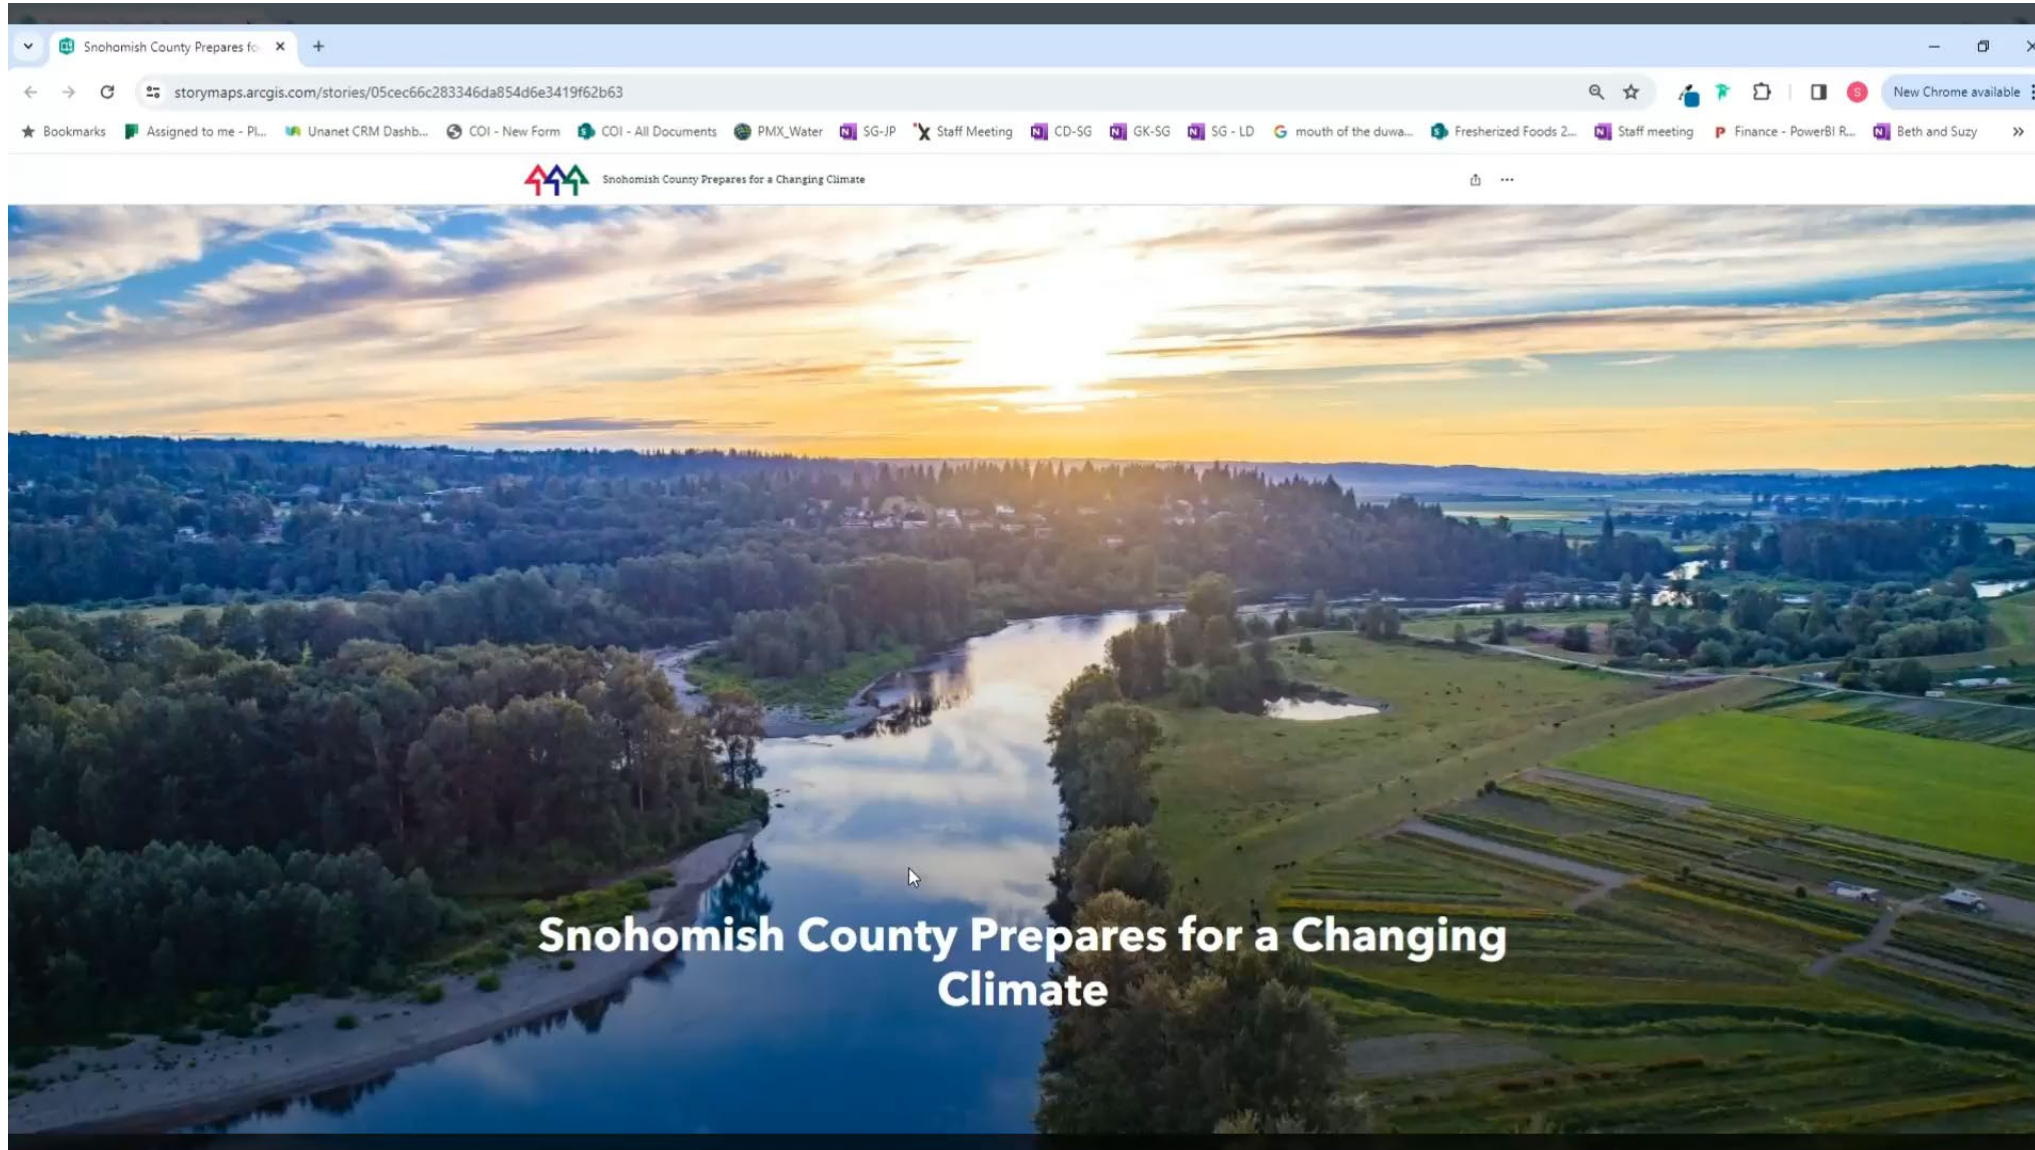 Snohomish County Prepares fo
storymaps.arcgis.com/stories/05cec66c283346da854d6e3419f62b63
S
New Chrome available
Bookmarks
Assigned to me - Pl...
Unanet CRM Dashb...
COI - New Form
COI - All Documents
PMX_Water
SG-JP
Staff Meeting
CD-SG
GK-SG
SG - LD
mouth of the duwa...
Fresherized Foods 2...
Staff meeting
Finance - PowerBI R...
Beth and Suzy
Snohomish County Prepares for a Changing Climate
Snohomish County Prepares for a Changing
Climate